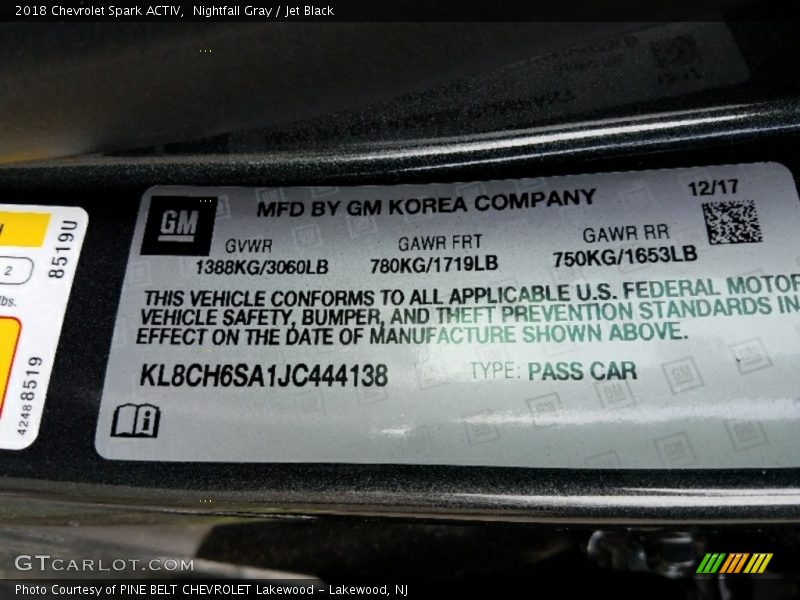 2018 Chevrolet Spark ACTIV,  Nightfall Gray / Jet Black
MFD BY GM KOREA COMPANY
12/17
GM
GVWR
GAWR FRT
GAWR RR
1388KG/3060LB
780KG/1719LB
750KG/1653LB
THIS VEHICLE CONFORMS TO ALL APPLICABLE U.S. FEDERAL MOTOR
VEHICLE SAFETY, BUMPER, AND THEFT PREVENTION STANDARDS IN
EFFECT ON THE DATE OF MANUFACTURE SHOWN ABOVE.
KL8CH6SA1JC444138
TYPE: PASS CAR
8519U
2
lbs.
42488519
GTCARLOT.COM
Photo Courtesy of PINE BELT CHEVROLET Lakewood - Lakewood, NJ